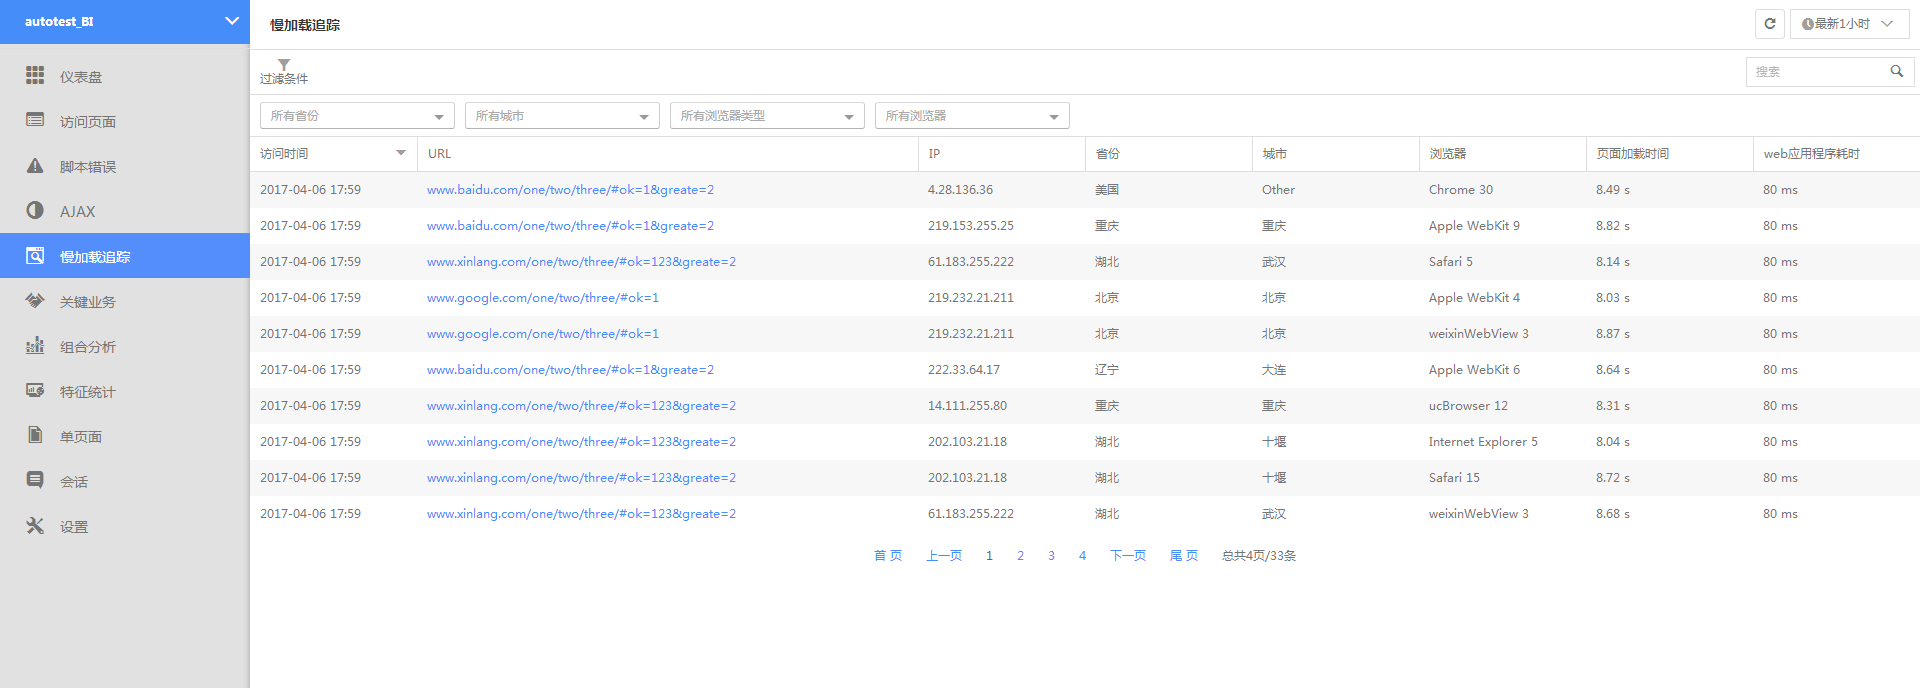 autotest_BI
仪表盘
访问页面
脚本错误
AJAX
慢加载追踪
关键业务
组合分析
特征统计
单页面
会话
设置
慢加载追踪
最新1小时
过滤条件
搜索
所有省份 所有城市 所有浏览器类型 所有浏览器
访问时间 URL IP 省份 城市 浏览器 页面加载时间 web应用程序耗时
2017-04-06 17:59 www.baidu.com/one/two/three/#ok=1&greate=2 4.28.136.36 美国 Other Chrome 30 8.49 s 80 ms
2017-04-06 17:59 www.baidu.com/one/two/three/#ok=1&greate=2 219.153.255.25 重庆 重庆 Apple WebKit 9 8.82 s 80 ms
2017-04-06 17:59 www.xinlang.com/one/two/three/#ok=123&greate=2 61.183.255.222 湖北 武汉 Safari 5 8.14 s 80 ms
2017-04-06 17:59 www.google.com/one/two/three/#ok=1 219.232.21.211 北京 北京 Apple WebKit 4 8.03 s 80 ms
2017-04-06 17:59 www.google.com/one/two/three/#ok=1 219.232.21.211 北京 北京 weixinWebView 3 8.87 s 80 ms
2017-04-06 17:59 www.baidu.com/one/two/three/#ok=1&greate=2 222.33.64.17 辽宁 大连 Apple WebKit 6 8.64 s 80 ms
2017-04-06 17:59 www.xinlang.com/one/two/three/#ok=123&greate=2 14.111.255.80 重庆 重庆 ucBrowser 12 8.31 s 80 ms
2017-04-06 17:59 www.xinlang.com/one/two/three/#ok=123&greate=2 202.103.21.18 湖北 十堰 Internet Explorer 5 8.04 s 80 ms
2017-04-06 17:59 www.xinlang.com/one/two/three/#ok=123&greate=2 202.103.21.18 湖北 十堰 Safari 15 8.72 s 80 ms
2017-04-06 17:59 www.xinlang.com/one/two/three/#ok=123&greate=2 61.183.255.222 湖北 武汉 weixinWebView 3 8.68 s 80 ms
首 页 上一页 1 2 3 4 下一页 尾 页 总共4页/33条